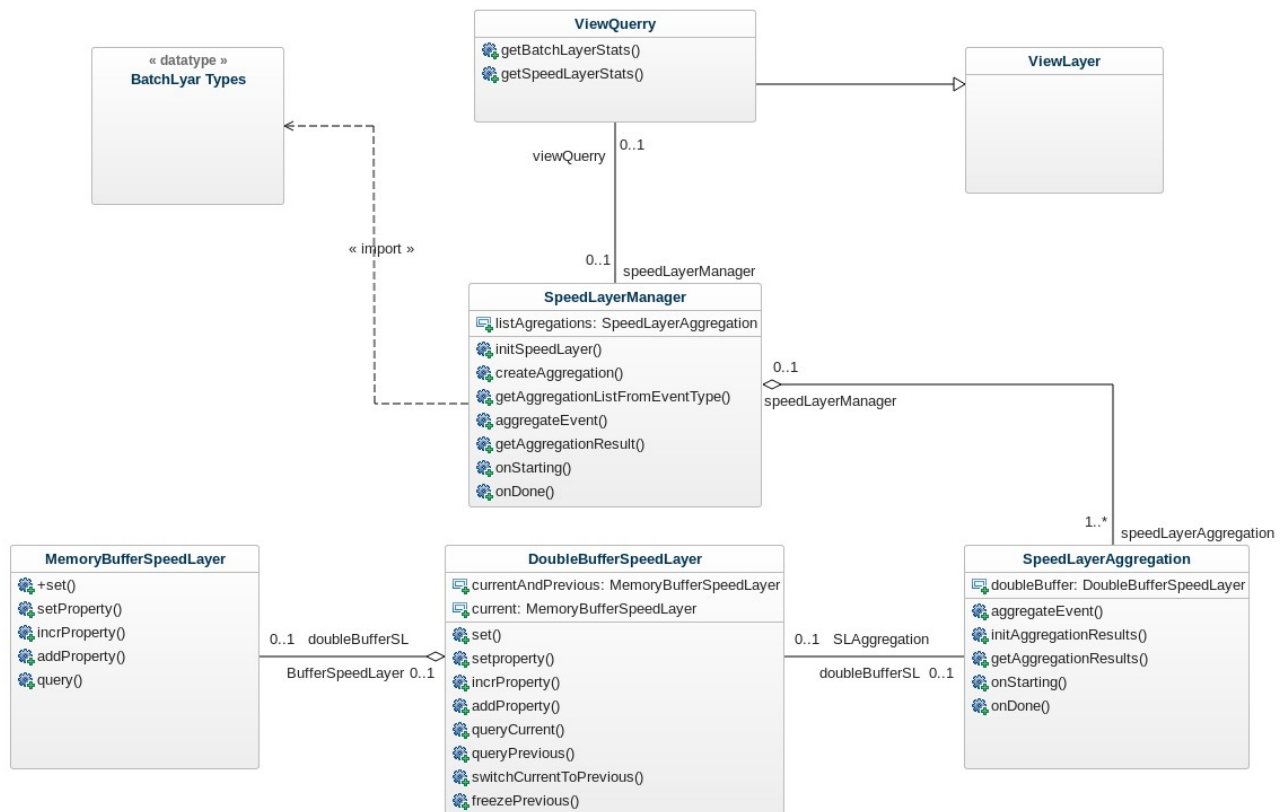 ViewQuerry
getBatchLayerStats()
getSpeedLayerStats()
« datatype »
BatchLyar Types
ViewLayer
0..1
viewQuerry
« import »
0..1
speedLayerManager
SpeedLayerManager
listAgregations: SpeedLayerAggregation
initSpeedLayer()
createAggregation()
getAggregationListFromEventType()
aggregateEvent()
getAggregationResult()
onStarting()
onDone()
0..1
speedLayerManager
1..*
speedLayerAggregation
MemoryBufferSpeedLayer
+set()
setProperty()
incrProperty()
addProperty()
query()
0..1 doubleBufferSL
BufferSpeedLayer 0..1
DoubleBufferSpeedLayer
currentAndPrevious: MemoryBufferSpeedLayer
current: MemoryBufferSpeedLayer
set()
setproperty()
incrProperty()
addProperty()
queryCurrent()
queryPrevious()
switchCurrentToPrevious()
freezePrevious()
0..1 SLAggregation
doubleBufferSL 0..1
SpeedLayerAggregation
doubleBuffer: DoubleBufferSpeedLayer
aggregateEvent()
initAggregationResults()
getAggregationResults()
onStarting()
onDone()